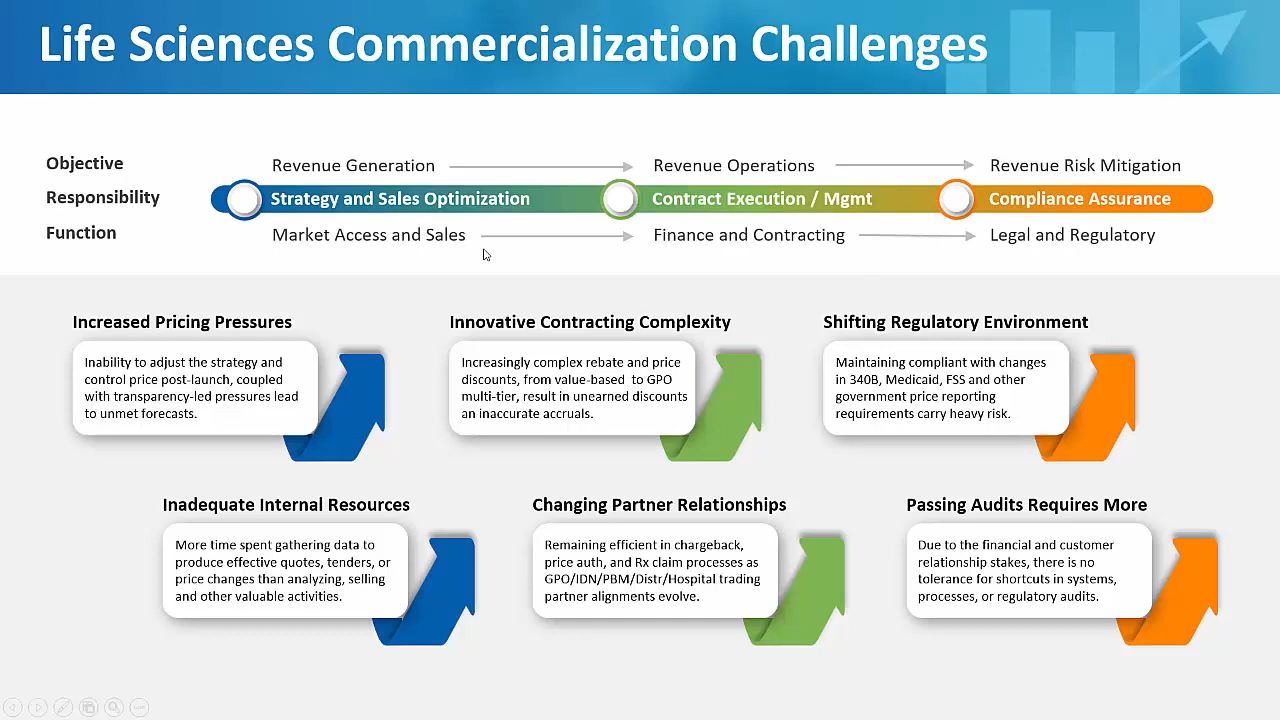 Life Sciences Commercialization Challenges
Objective
Revenue Generation
Revenue Operations
Revenue Risk Mitigation
Responsibility
Strategy and Sales Optimization
Contract Execution / Mgmt
Compliance Assurance
Function
Market Access and Sales
Finance and Contracting
Legal and Regulatory
Increased Pricing Pressures
Inability to adjust the strategy and
control price post-launch, coupled
with transparency-led pressures lead
to unmet forecasts.
Innovative Contracting Complexity
Increasingly complex rebate and price
discounts, from value-based to GPO
multi-tier, result in unearned discounts
an inaccurate accruals.
Shifting Regulatory Environment
Maintaining compliant with changes
in 340B, Medicaid, FSS and other
government price reporting
requirements carry heavy risk.
Inadequate Internal Resources
More time spent gathering data to
produce effective quotes, tenders, or
price changes than analyzing, selling
and other valuable activities.
Changing Partner Relationships
Remaining efficient in chargeback,
price auth, and Rx claim processes as
GPO/IDN/PBM/Distr/Hospital trading
partner alignments evolve.
Passing Audits Requires More
Due to the financial and customer
relationship stakes, there is no
tolerance for shortcuts in systems,
processes, or regulatory audits.